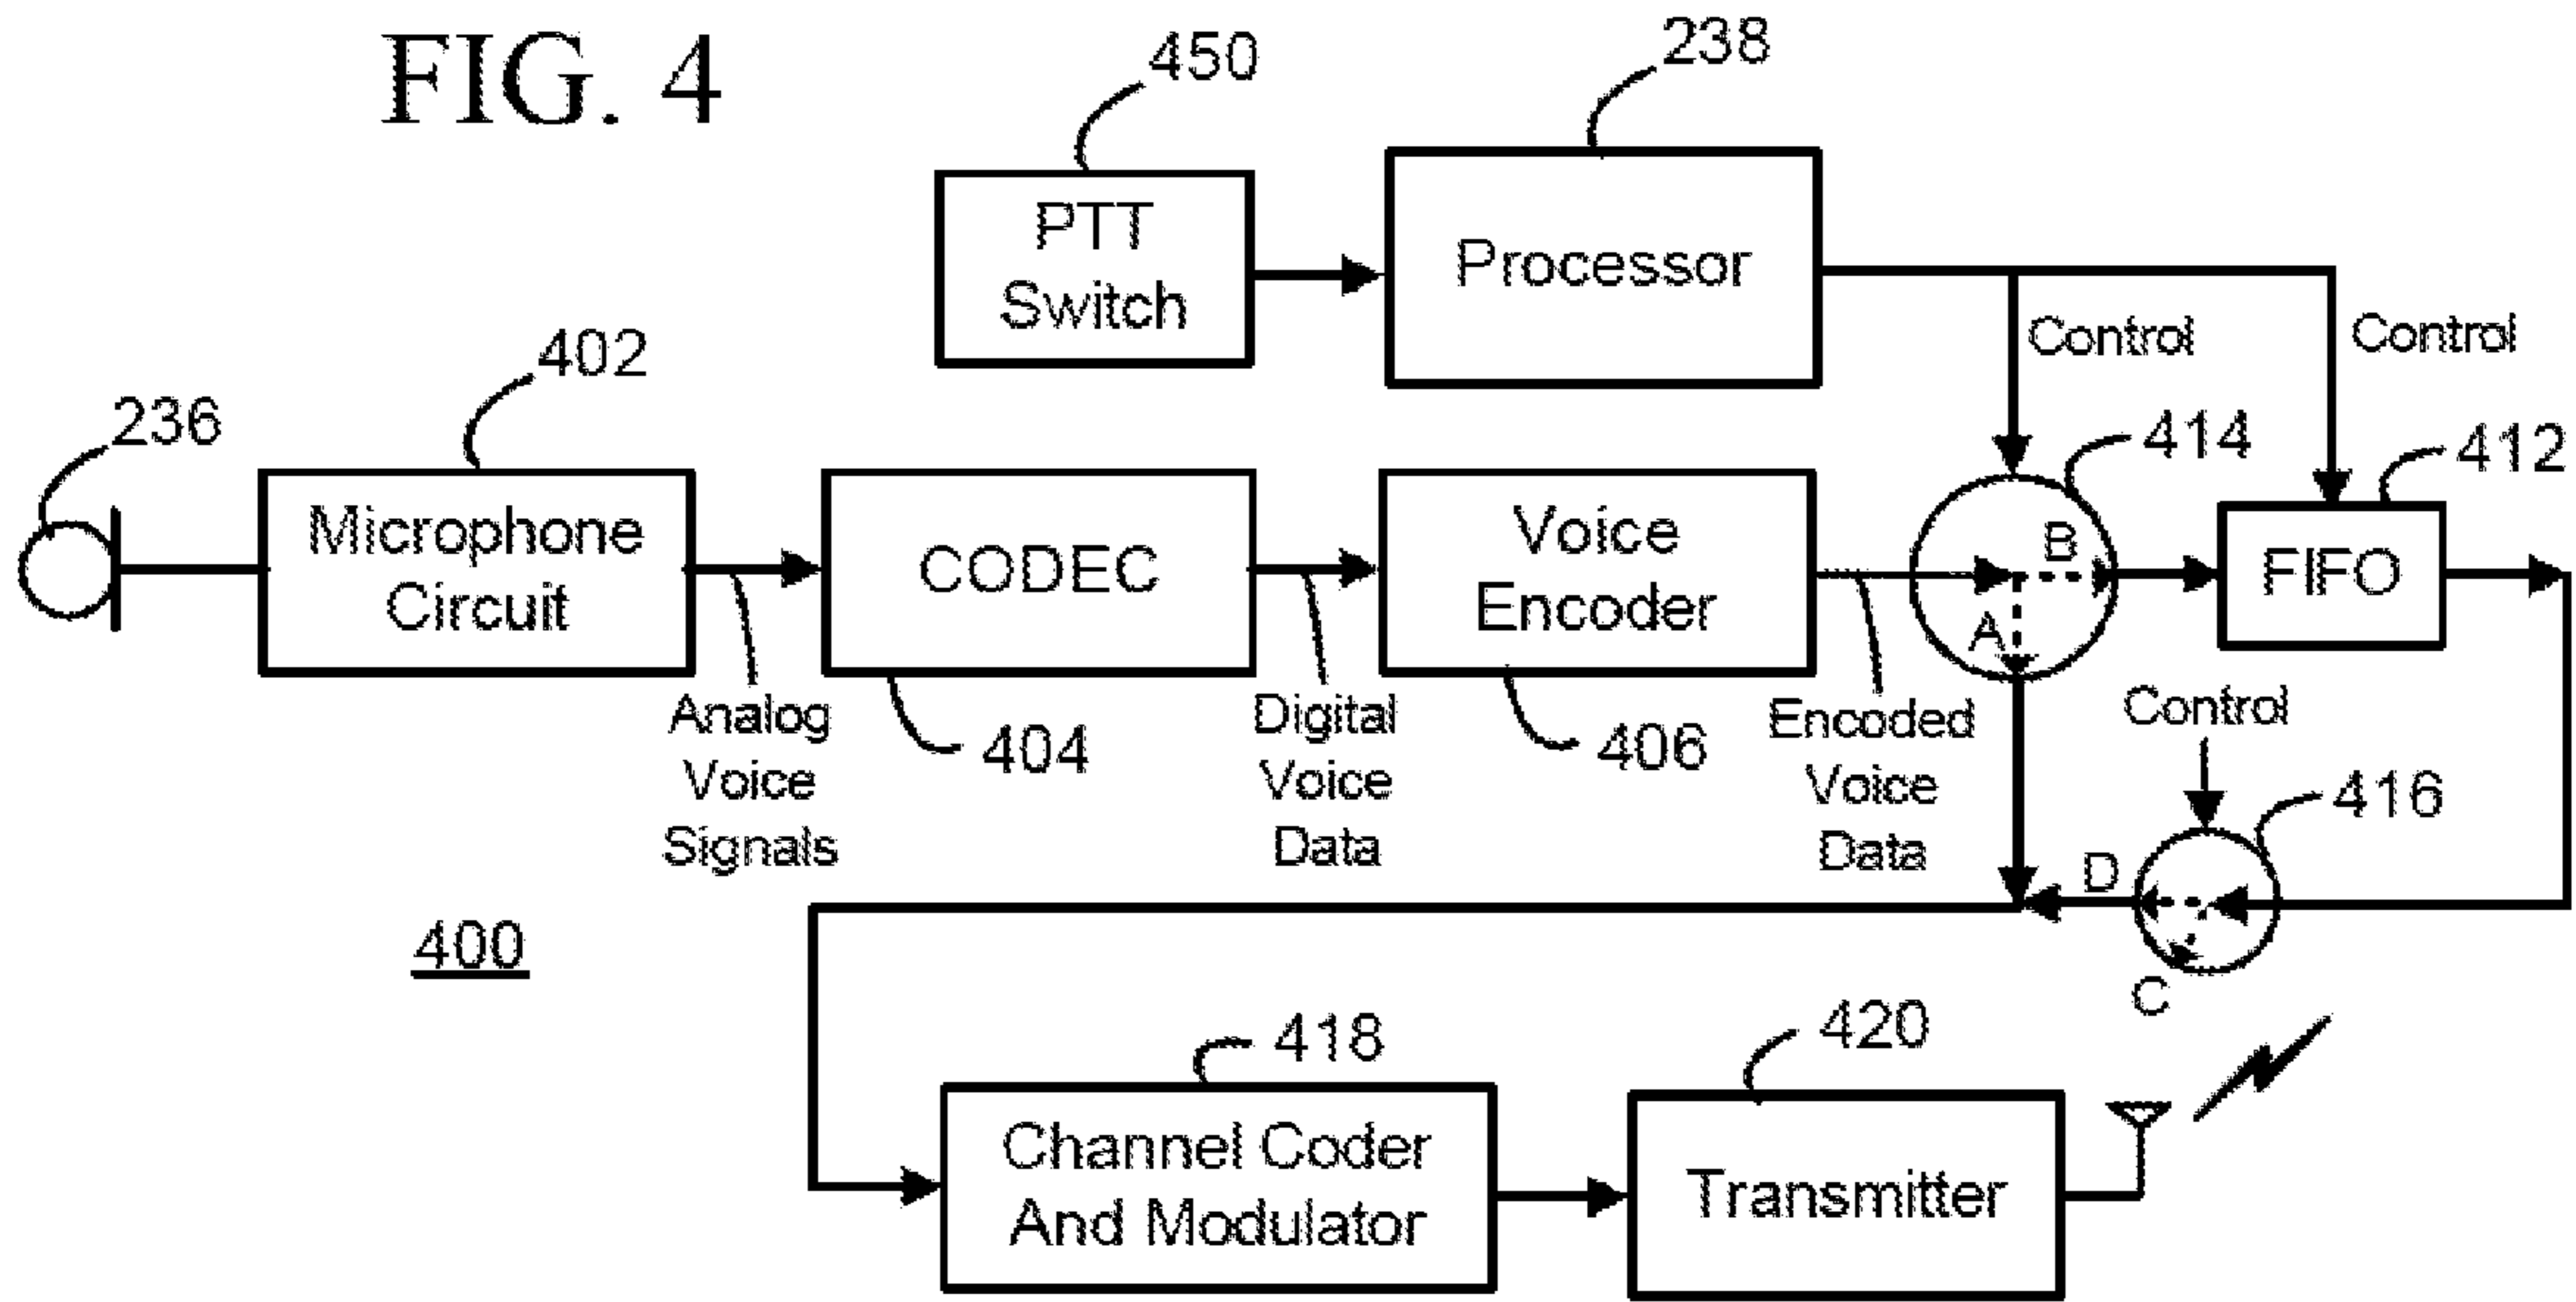 FIG. 4
450
238
PTT
Switch
Processor
Control
Control
402
236
414
412
Microphone
Circuit
CODEC
Voice
Encoder
B
A
FIFO
Analog
Voice
Signals
404
Digital
Voice
Data
406
Encoded
Voice
Data
Control
416
D
C
400
418
420
Channel Coder
And Modulator
Transmitter